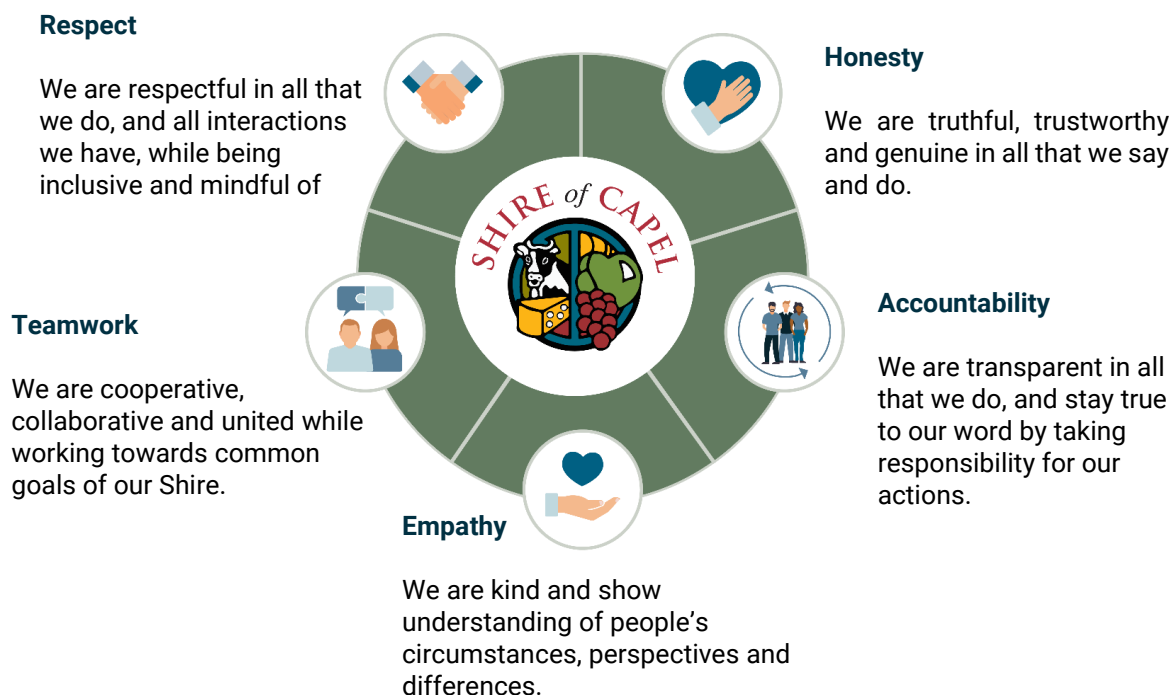 Respect
We are respectful in all that
we do, and all interactions
we have, while being
inclusive and mindful of
Honesty
We are truthful, trustworthy
and genuine in all that we say
and do.
SHIRE of CAPEL
Teamwork
We are cooperative,
collaborative and united while
working towards common
goals of our Shire.
Accountability
We are transparent in all
that we do, and stay true
to our word by taking
responsibility for our
actions.
Empathy
We are kind and show
understanding of people’s
circumstances, perspectives and
differences.